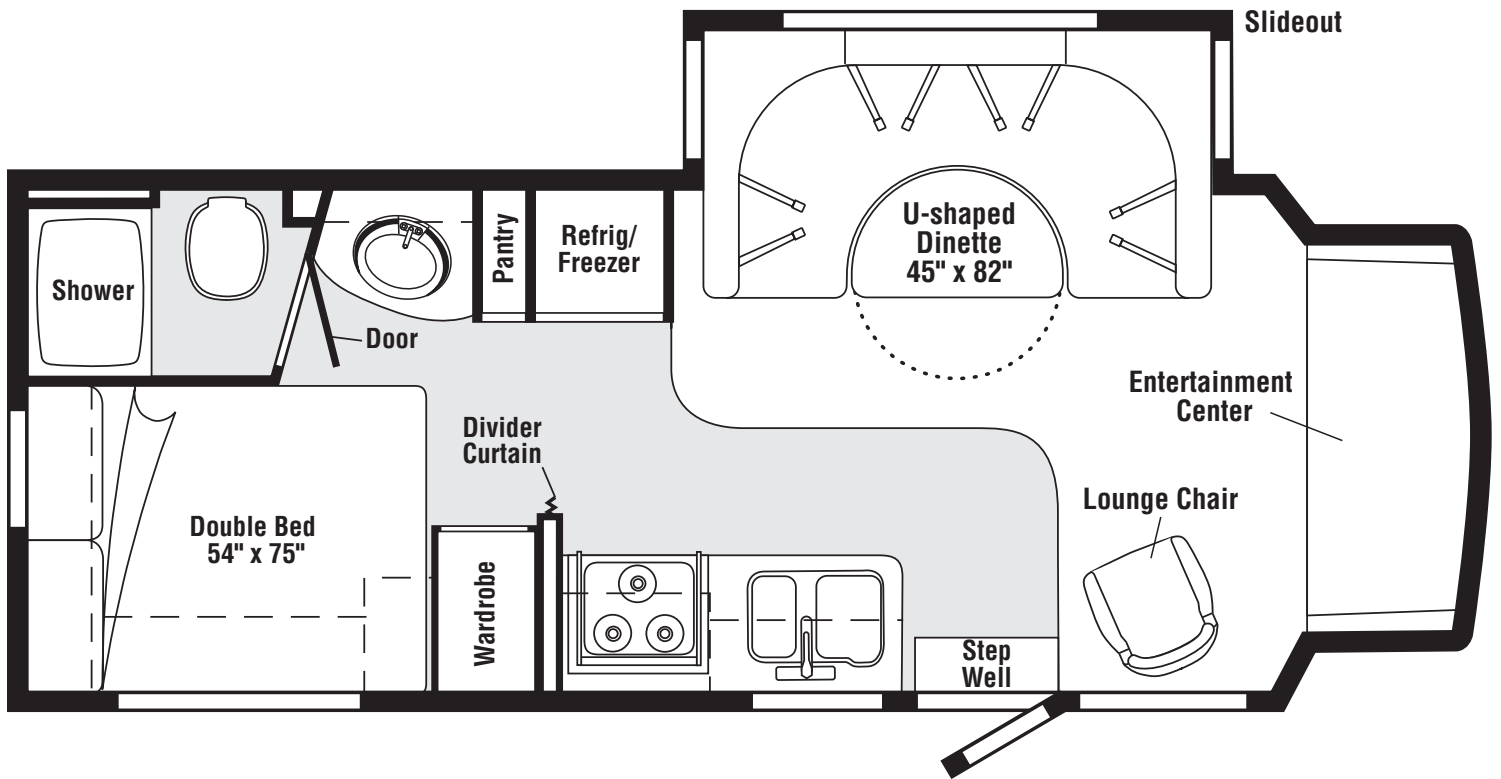 Slideout
U-shaped
Dinette
45" x 82"
Pantry
Refrig/
Freezer
Shower
Door
Entertainment
Center
Divider
Curtain
Lounge Chair
Double Bed
54" x 75"
Wardrobe
Step
Well